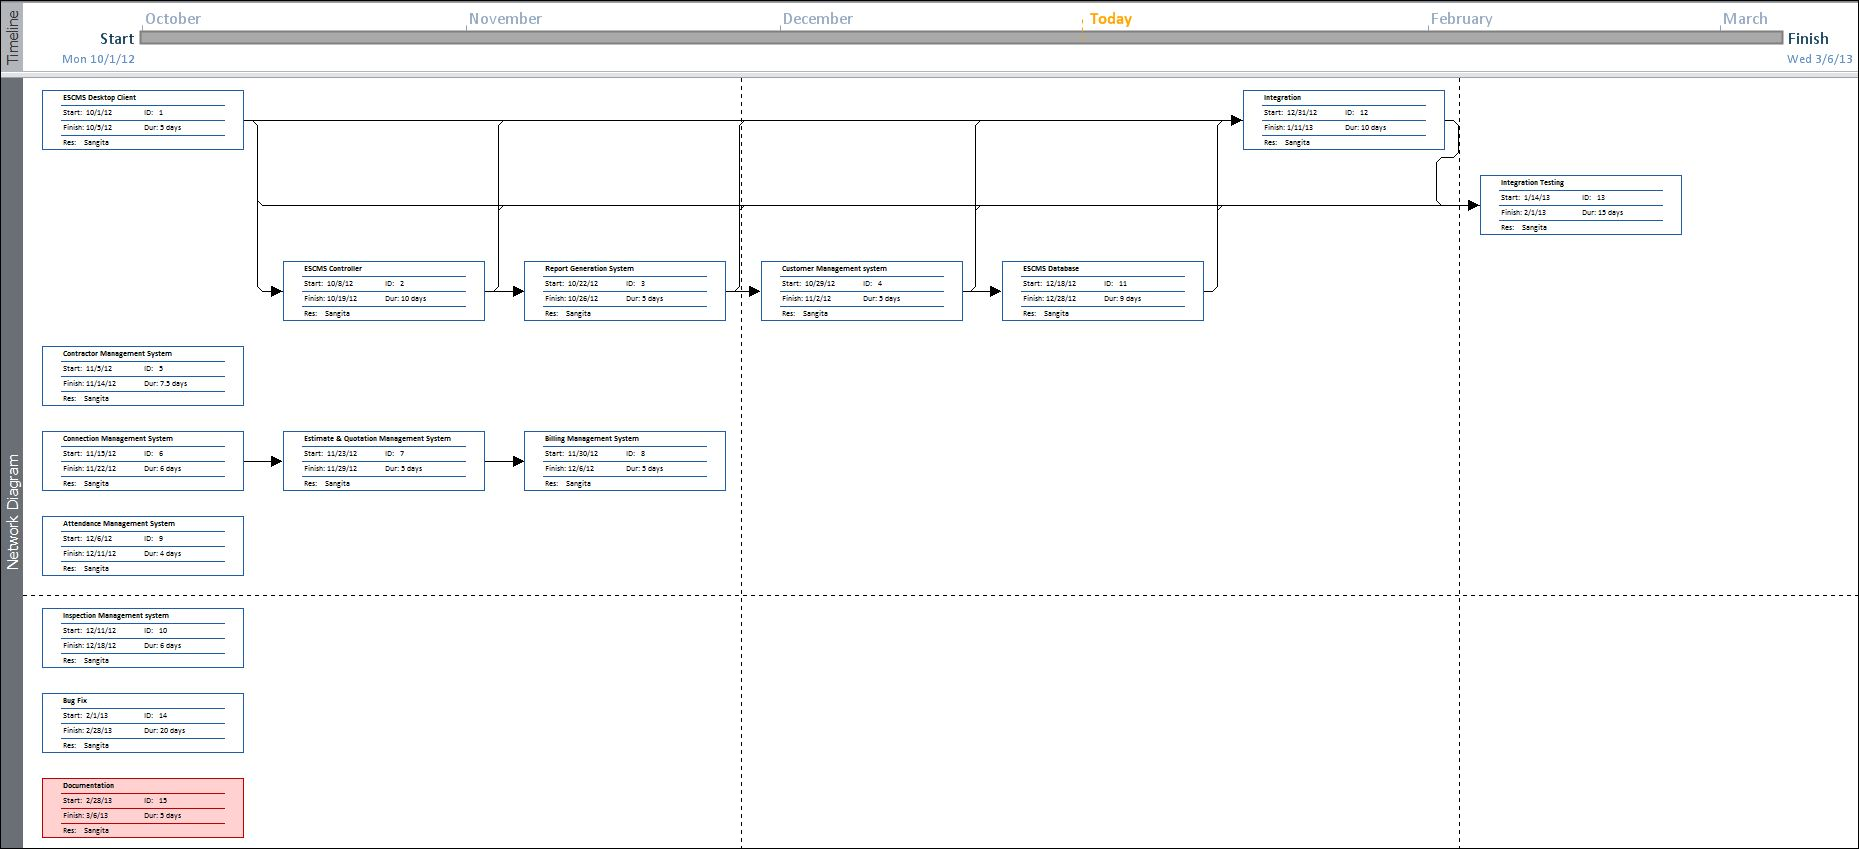 Timeline
October November December Today February March
Start
Finish
Mon 10/1/12
Wed 3/6/13
Network Diagram
ESCMS Desktop Client
Start: 10/1/12 ID: 1
Finish: 10/5/12 Dur: 5 days
Res: Sangita
Integration
Start: 12/31/12 ID: 12
Finish: 1/11/13 Dur: 10 days
Res: Sangita
Integration Testing
Start: 1/14/13 ID: 13
Finish: 2/1/13 Dur: 15 days
Res: Sangita
ESCMS Controller
Start: 10/8/12 ID: 2
Finish: 10/19/12 Dur: 10 days
Res: Sangita
Report Generation System
Start: 10/22/12 ID: 3
Finish: 10/26/12 Dur: 5 days
Res: Sangita
Customer Management system
Start: 10/29/12 ID: 4
Finish: 11/2/12 Dur: 5 days
Res: Sangita
ESCMS Database
Start: 12/18/12 ID: 11
Finish: 12/28/12 Dur: 9 days
Res: Sangita
Contractor Management System
Start: 11/5/12 ID: 5
Finish: 11/14/12 Dur: 7.5 days
Res: Sangita
Connection Management System
Start: 11/15/12 ID: 6
Finish: 11/22/12 Dur: 6 days
Res: Sangita
Estimate & Quotation Management System
Start: 11/23/12 ID: 7
Finish: 11/29/12 Dur: 5 days
Res: Sangita
Billing Management System
Start: 11/30/12 ID: 8
Finish: 12/6/12 Dur: 5 days
Res: Sangita
Attendance Management System
Start: 12/6/12 ID: 9
Finish: 12/11/12 Dur: 4 days
Res: Sangita
Inspection Management system
Start: 12/11/12 ID: 10
Finish: 12/18/12 Dur: 6 days
Res: Sangita
Bug Fix
Start: 2/1/13 ID: 14
Finish: 2/28/13 Dur: 20 days
Res: Sangita
Documentation
Start: 2/28/13 ID: 15
Finish: 3/6/13 Dur: 5 days
Res: Sangita